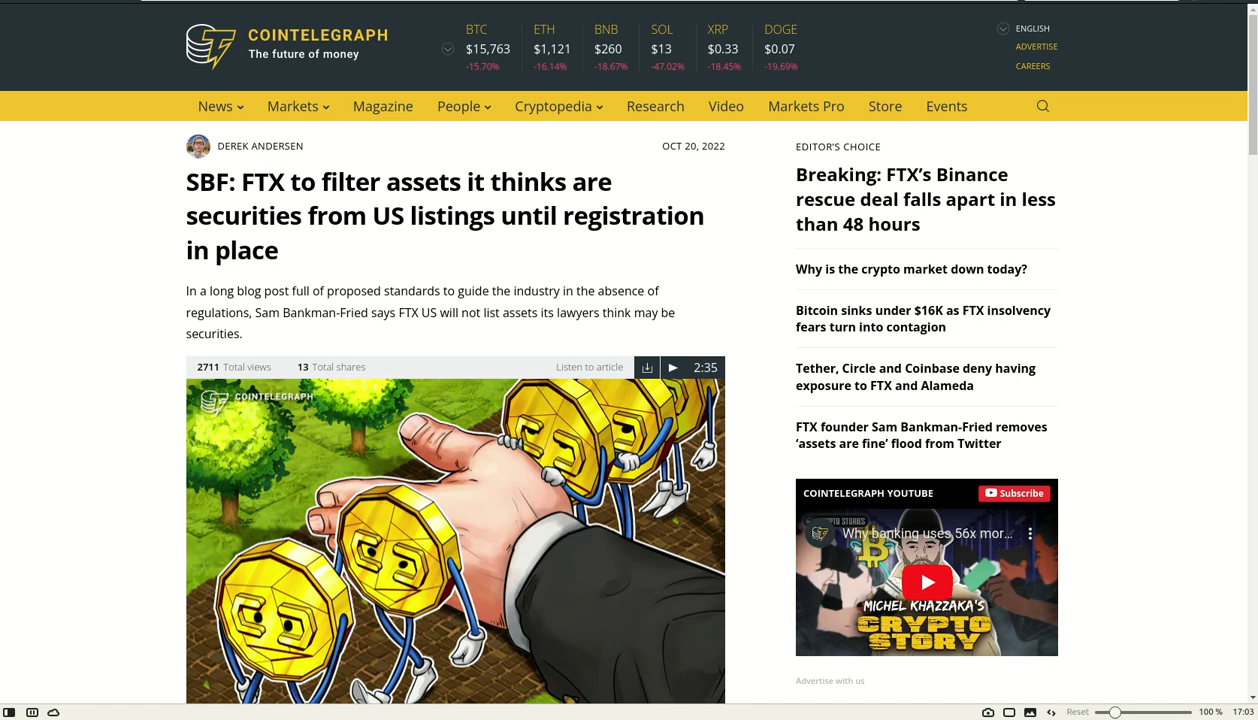 COINTELEGRAPH
The future of money
BTC
$15,763
-15.70%
ETH
$1,121
-16.14%
BNB
$260
-18.67%
SOL
$13
-47.02%
XRP
$0.33
-18.45%
DOGE
$0.07
-19.69%
ENGLISH
ADVERTISE
CAREERS
News Markets Magazine People Cryptopedia Research Video Markets Pro Store Events
DEREK ANDERSEN
OCT 20, 2022
SBF: FTX to filter assets it thinks are
securities from US listings until registration
in place
In a long blog post full of proposed standards to guide the industry in the absence of
regulations, Sam Bankman-Fried says FTX US will not list assets its lawyers think may be
securities.
2711 Total views 13 Total shares Listen to article 2:35
COINTELEGRAPH
EDITOR'S CHOICE
Breaking: FTX’s Binance
rescue deal falls apart in less
than 48 hours
Why is the crypto market down today?
Bitcoin sinks under $16K as FTX insolvency
fears turn into contagion
Tether, Circle and Coinbase deny having
exposure to FTX and Alameda
FTX founder Sam Bankman-Fried removes
‘assets are fine’ flood from Twitter
COINTELEGRAPH YOUTUBE
Subscribe
CRYPTO STORIES
Why banking uses 56x mor...
MICHEL KHAZZAKA'S
CRYPTO
STORY
Advertise with us
Reset 100 % 17:03